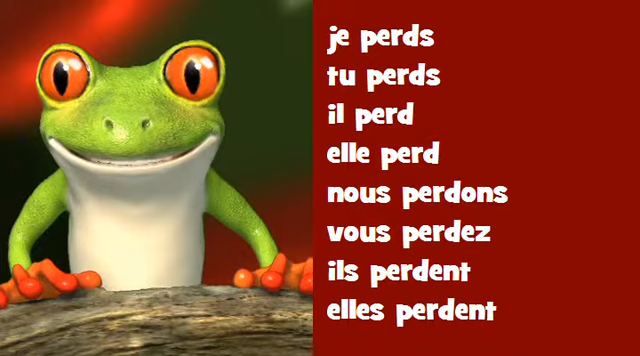 je perds
tu perds
il perd
elle perd
nous perdons
vous perdez
ils perdent
elles perdent